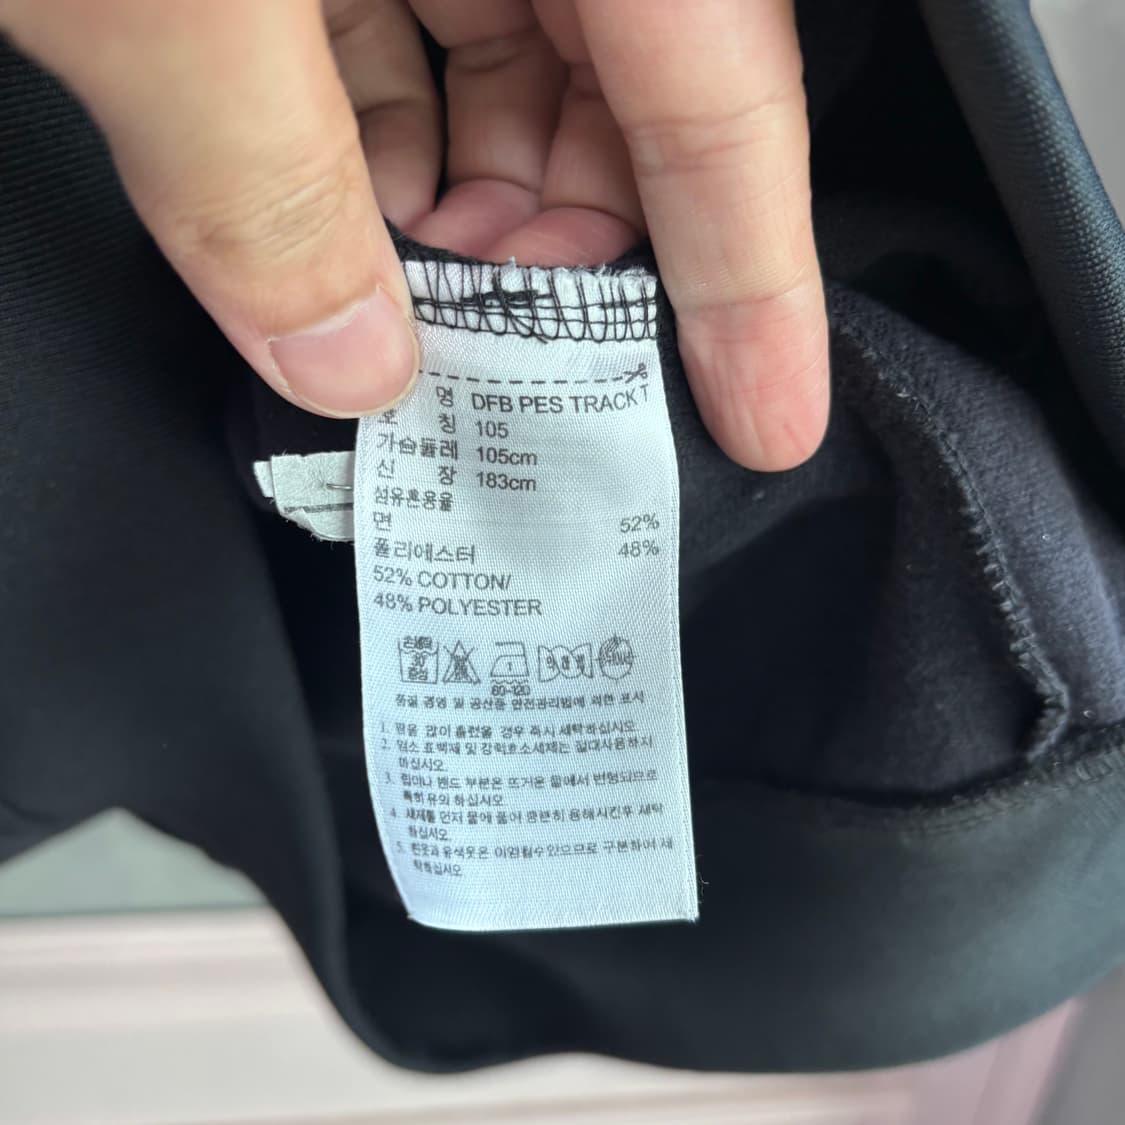 명 DFB PES TRACK T
호 칭 105
가슴둘레 105cm
신 장 183cm
섬유혼용율
면 52%
폴리에스터 48%
52% COTTON/
48% POLYESTER
80-120
품질 경영 및 공산품 안전관리법에 의한 표시
1. 땀을 많이 흘렸을 경우 즉시 세탁하십시오
2. 염소 표백제 및 강력효소세제는 절대사용하지
마십시오.
3. 립이나 밴드 부분은 뜨거운 물에서 변형되므로
특히 유의 하십시오.
4. 세제를 먼저 물에 풀어 충분히 용해시킨후 세탁
하십시오.
5. 흰옷과 유색옷은 이염될수있으므로 구분하여 세
탁하십시오